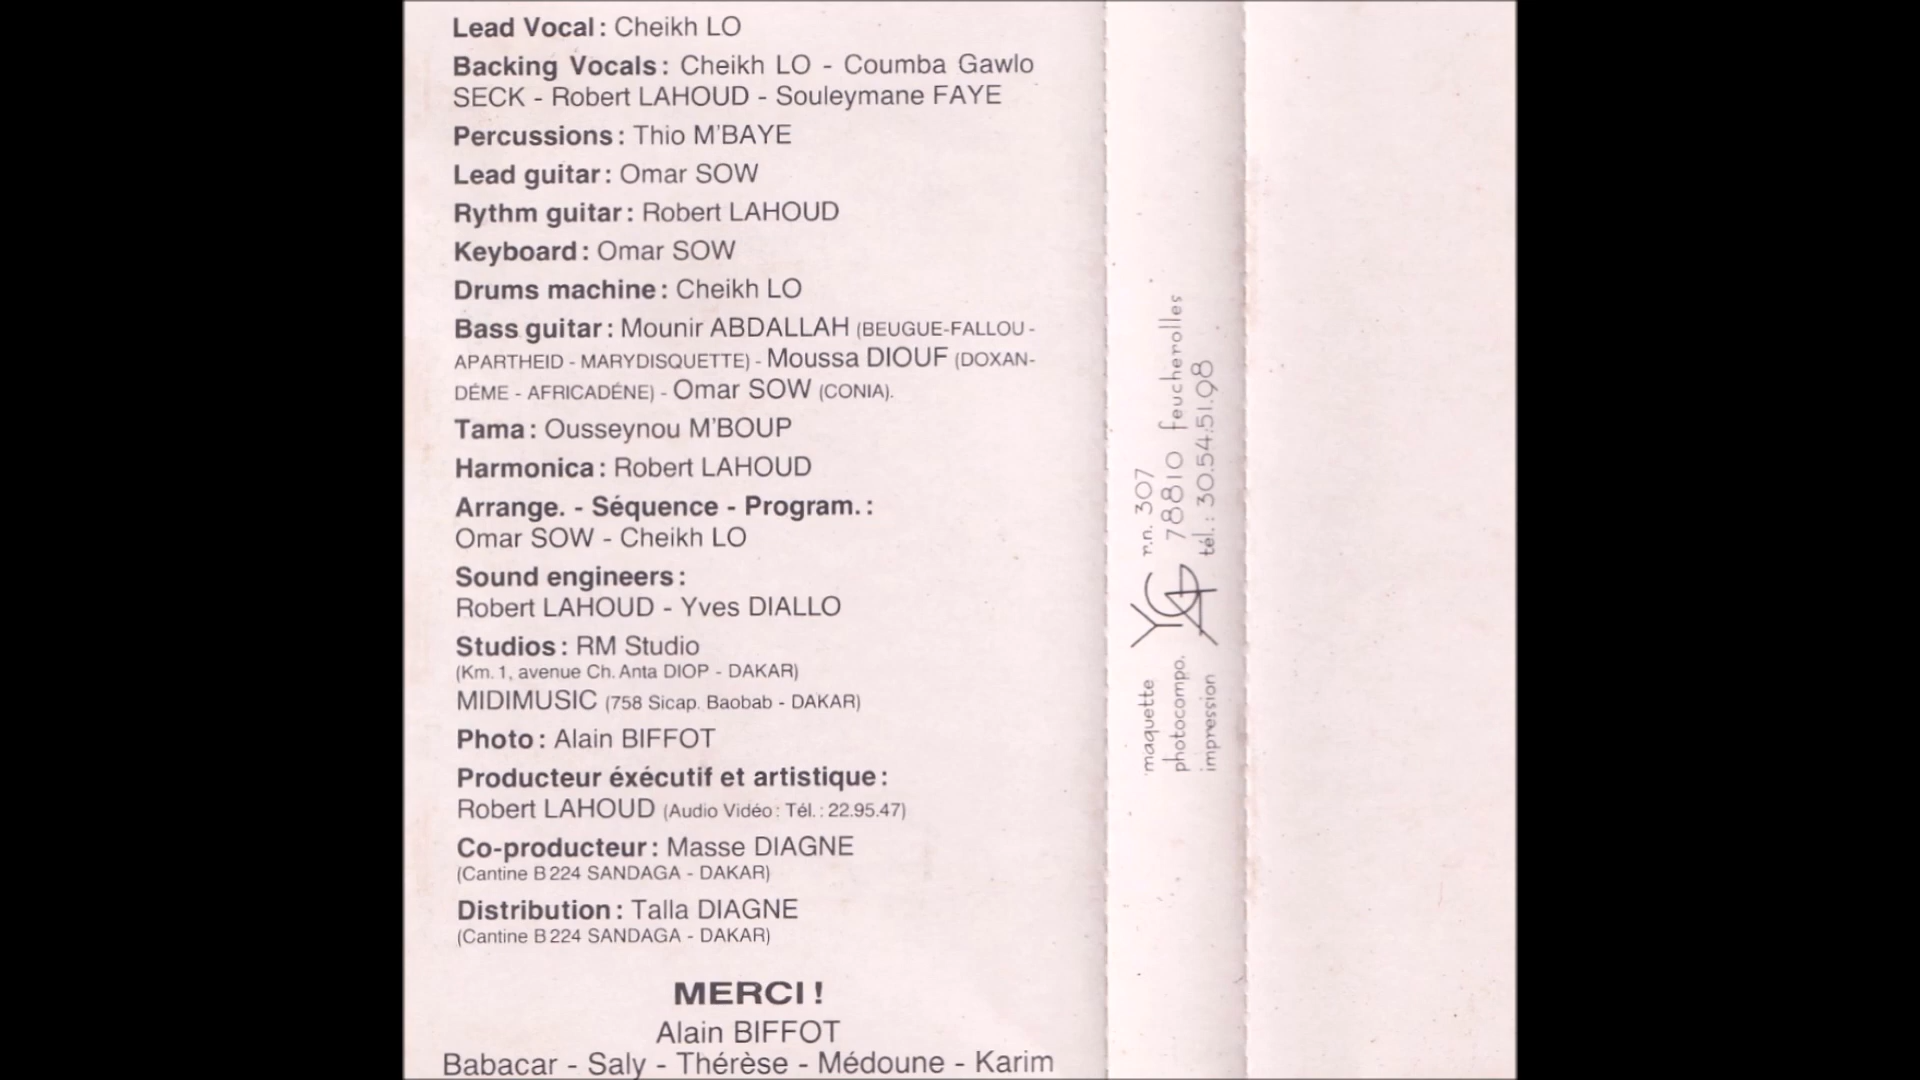 Lead Vocal : Cheikh LO
Backing Vocals : Cheikh LO - Coumba Gawlo
SECK - Robert LAHOUD - Souleymane FAYE
Percussions : Thio M'BAYE
Lead guitar : Omar SOW
Rythm guitar : Robert LAHOUD
Keyboard : Omar SOW
Drums machine : Cheikh LO
Bass guitar : Mounir ABDALLAH (BEUGUE-FALLOU -
APARTHEID - MARYDISQUETTE) - Moussa DIOUF (DOXAN-
DÉME - AFRICADÉNE) - Omar SOW (CONIA).
Tama : Ousseynou M'BOUP
Harmonica : Robert LAHOUD
Arrange. - Séquence - Program. :
Omar SOW - Cheikh LO
Sound engineers :
Robert LAHOUD - Yves DIALLO
Studios : RM Studio
(Km. 1, avenue Ch. Anta DIOP - DAKAR)
MIDIMUSIC (758 Sicap. Baobab - DAKAR)
Photo : Alain BIFFOT
Producteur éxécutif et artistique :
Robert LAHOUD (Audio Vidéo : Tél. : 22.95.47)
Co-producteur : Masse DIAGNE
(Cantine B 224 SANDAGA - DAKAR)
Distribution : Talla DIAGNE
(Cantine B 224 SANDAGA - DAKAR)
MERCI !
Alain BIFFOT
Babacar - Saly - Thérèse - Médoune - Karim
maquette r.n. 307
photocompo. 78810 feucherolles
impression tél. : 30.54.51.98